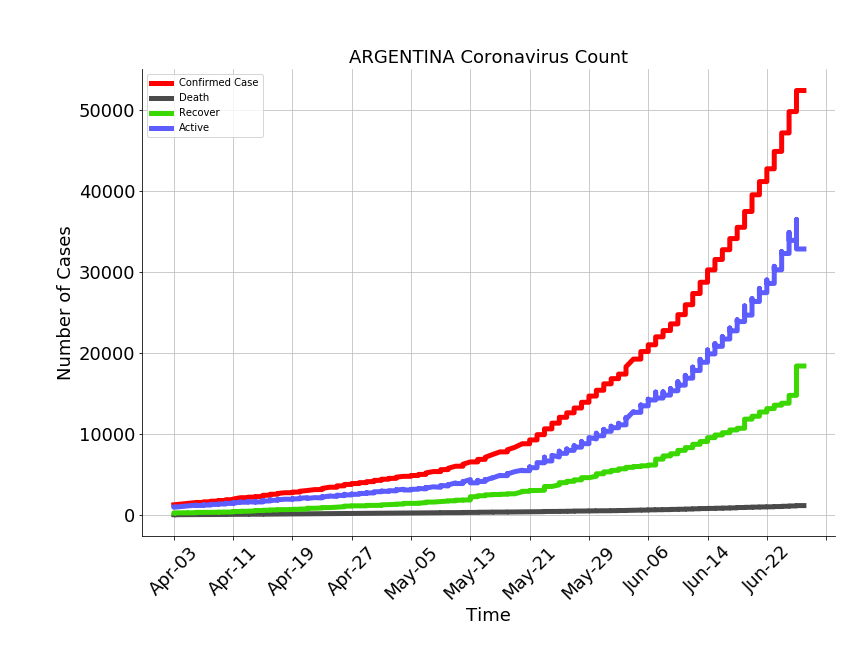 ARGENTINA Coronavirus Count
Confirmed Case
Death
Recover
Active
50000
40000
30000
20000
10000
0
Number of Cases
Apr-03
Apr-11
Apr-19
Apr-27
May-05
May-13
May-21
May-29
Jun-06
Jun-14
Jun-22
Time